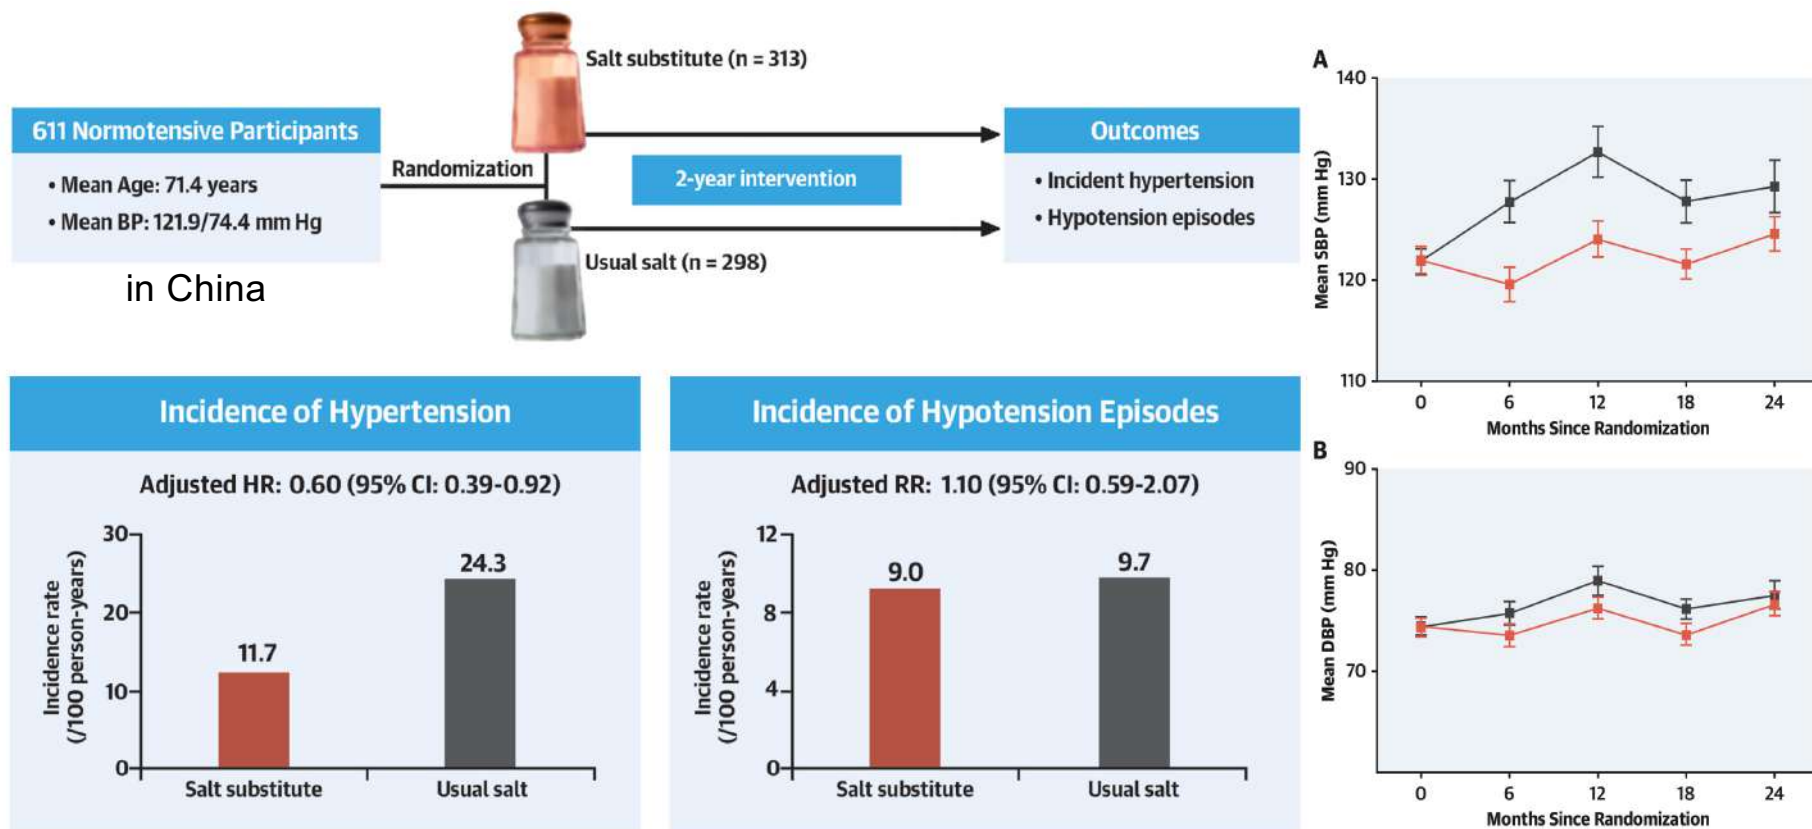 Salt substitute (n = 313)
611 Normotensive Participants
• Mean Age: 71.4 years
• Mean BP: 121.9/74.4 mm Hg
in China
Randomization
2-year intervention
Usual salt (n = 298)
Outcomes
• Incident hypertension
• Hypotension episodes
Incidence of Hypertension
Adjusted HR: 0.60 (95% CI: 0.39-0.92)
Incidence rate
(/100 person-years)
30
20
10
0
11.7
24.3
Salt substitute
Usual salt
Incidence of Hypotension Episodes
Adjusted RR: 1.10 (95% CI: 0.59-2.07)
Incidence rate
(/100 person-years)
12
8
4
0
9.0
9.7
Salt substitute
Usual salt
A
Mean SBP (mm Hg)
140
130
120
110
0 6 12 18 24
Months Since Randomization
B
Mean DBP (mm Hg)
90
80
70
0 6 12 18 24
Months Since Randomization